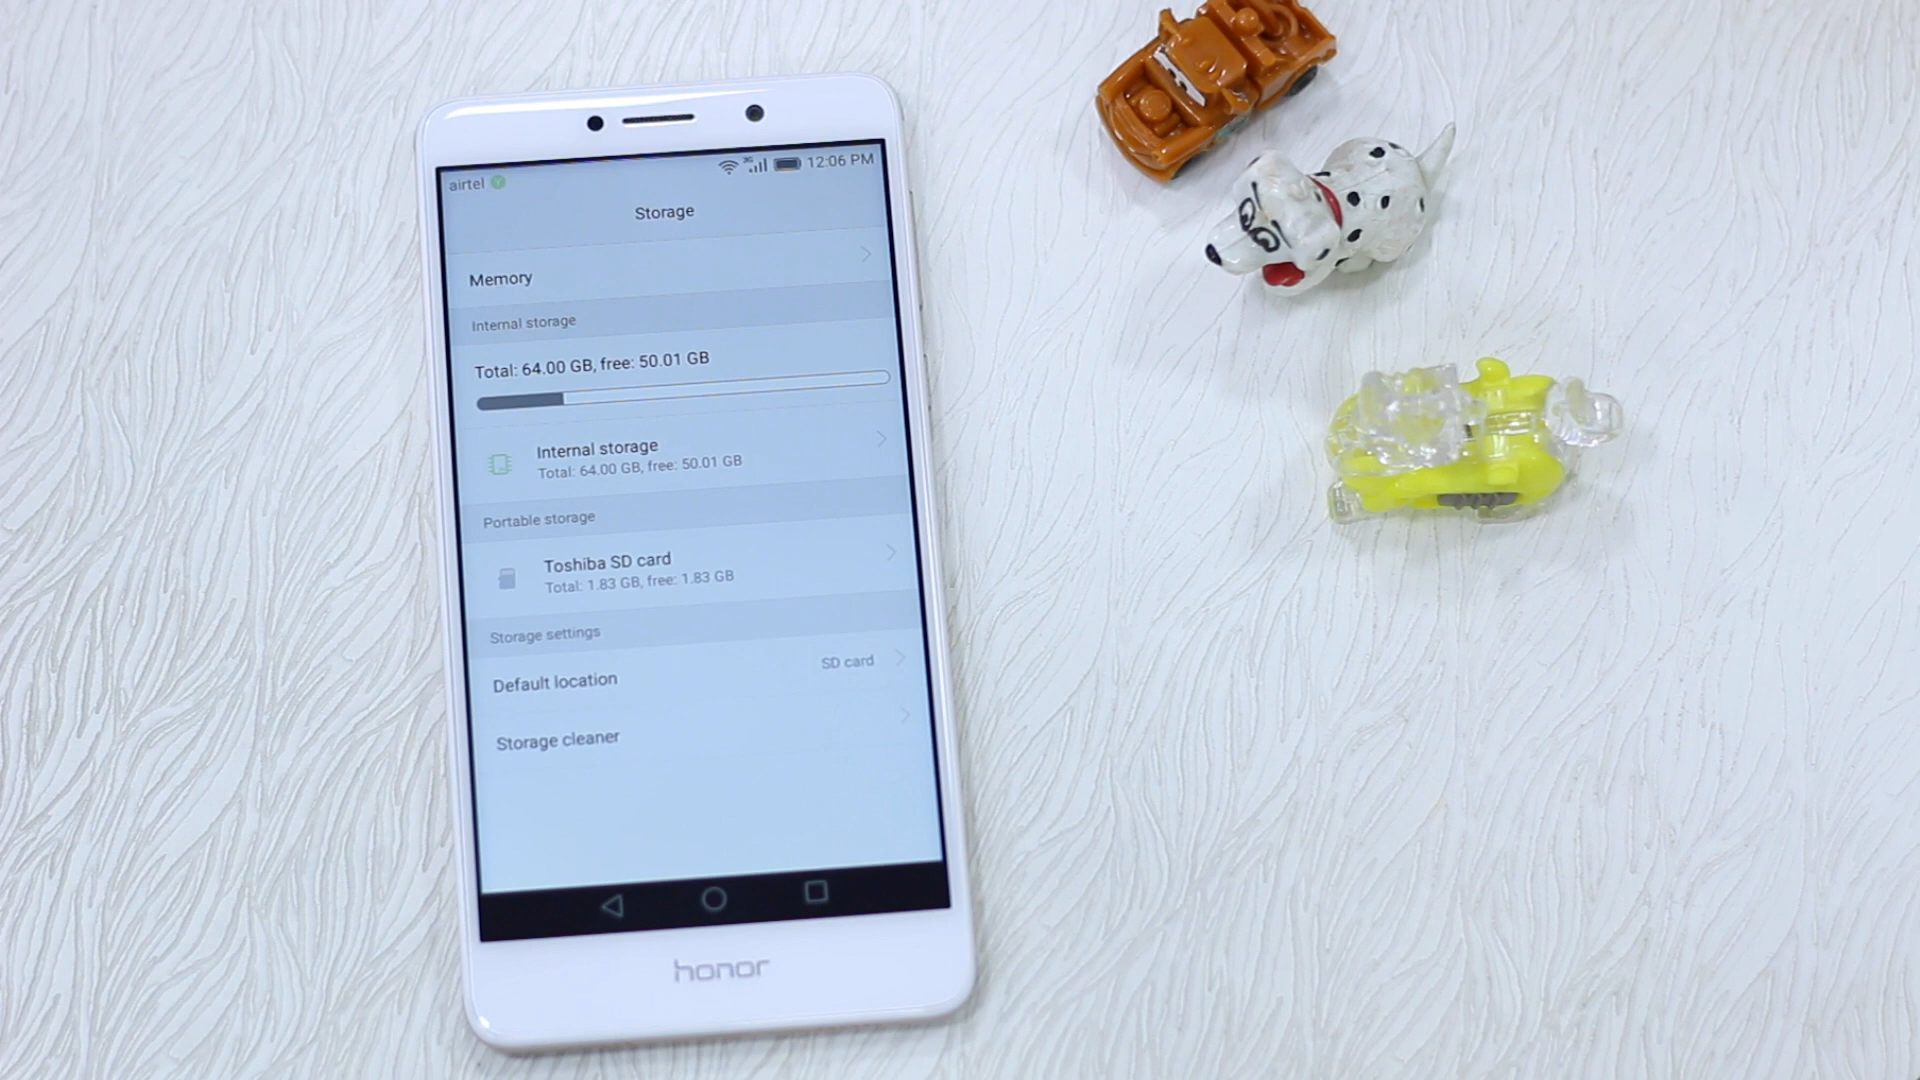 airtel
3G
12:06 PM
Storage
Memory
Internal storage
Total: 64.00 GB, free: 50.01 GB
Internal storage
Total: 64.00 GB, free: 50.01 GB
Portable storage
Toshiba SD card
Total: 1.83 GB, free: 1.83 GB
Storage settings
Default location
SD card
Storage cleaner
honor